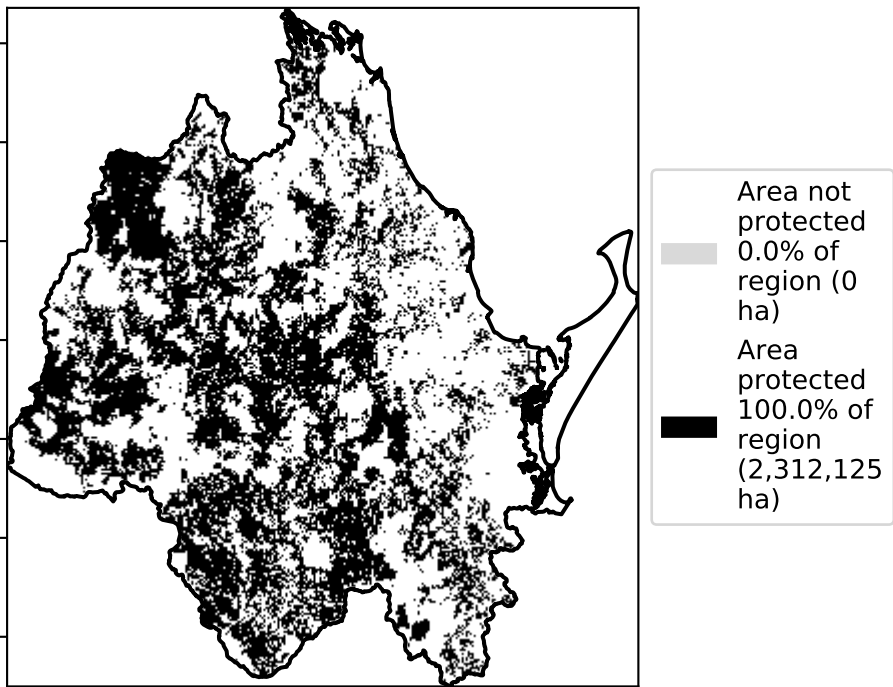 Area not
protected
0.0% of
region (0
ha)
Area
protected
100.0% of
region
(2,312,125
ha)